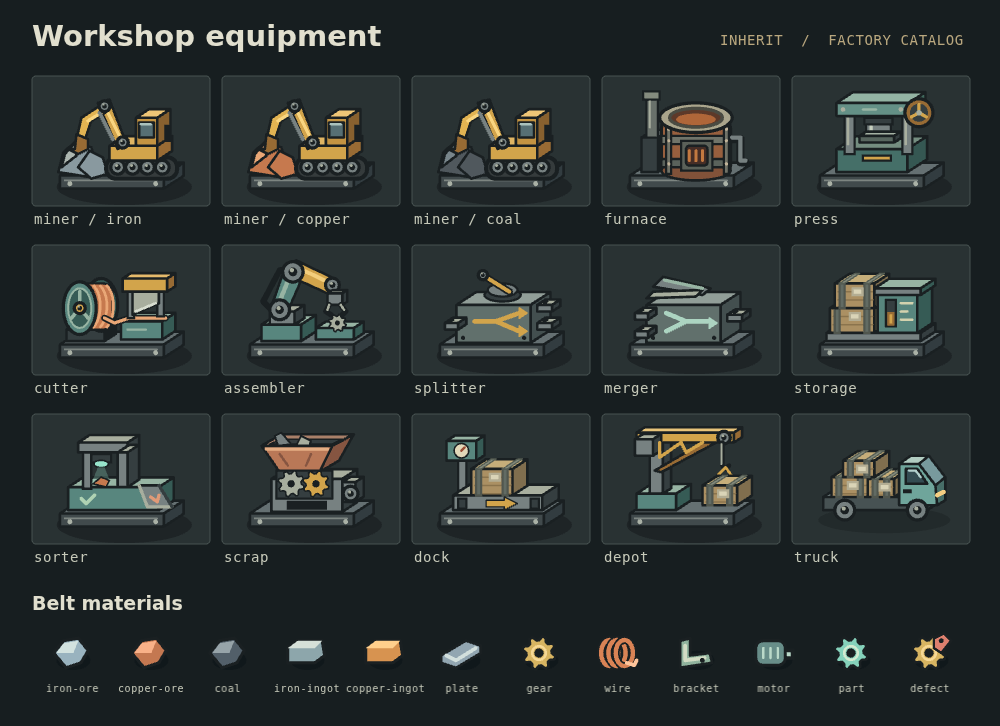 Workshop equipment
INHERIT / FACTORY CATALOG
miner / iron
miner / copper
miner / coal
furnace
press
cutter
assembler
splitter
merger
storage
sorter
scrap
dock
depot
truck
Belt materials
iron-ore
copper-ore
coal
iron-ingot
copper-ingot
plate
gear
wire
bracket
motor
part
defect